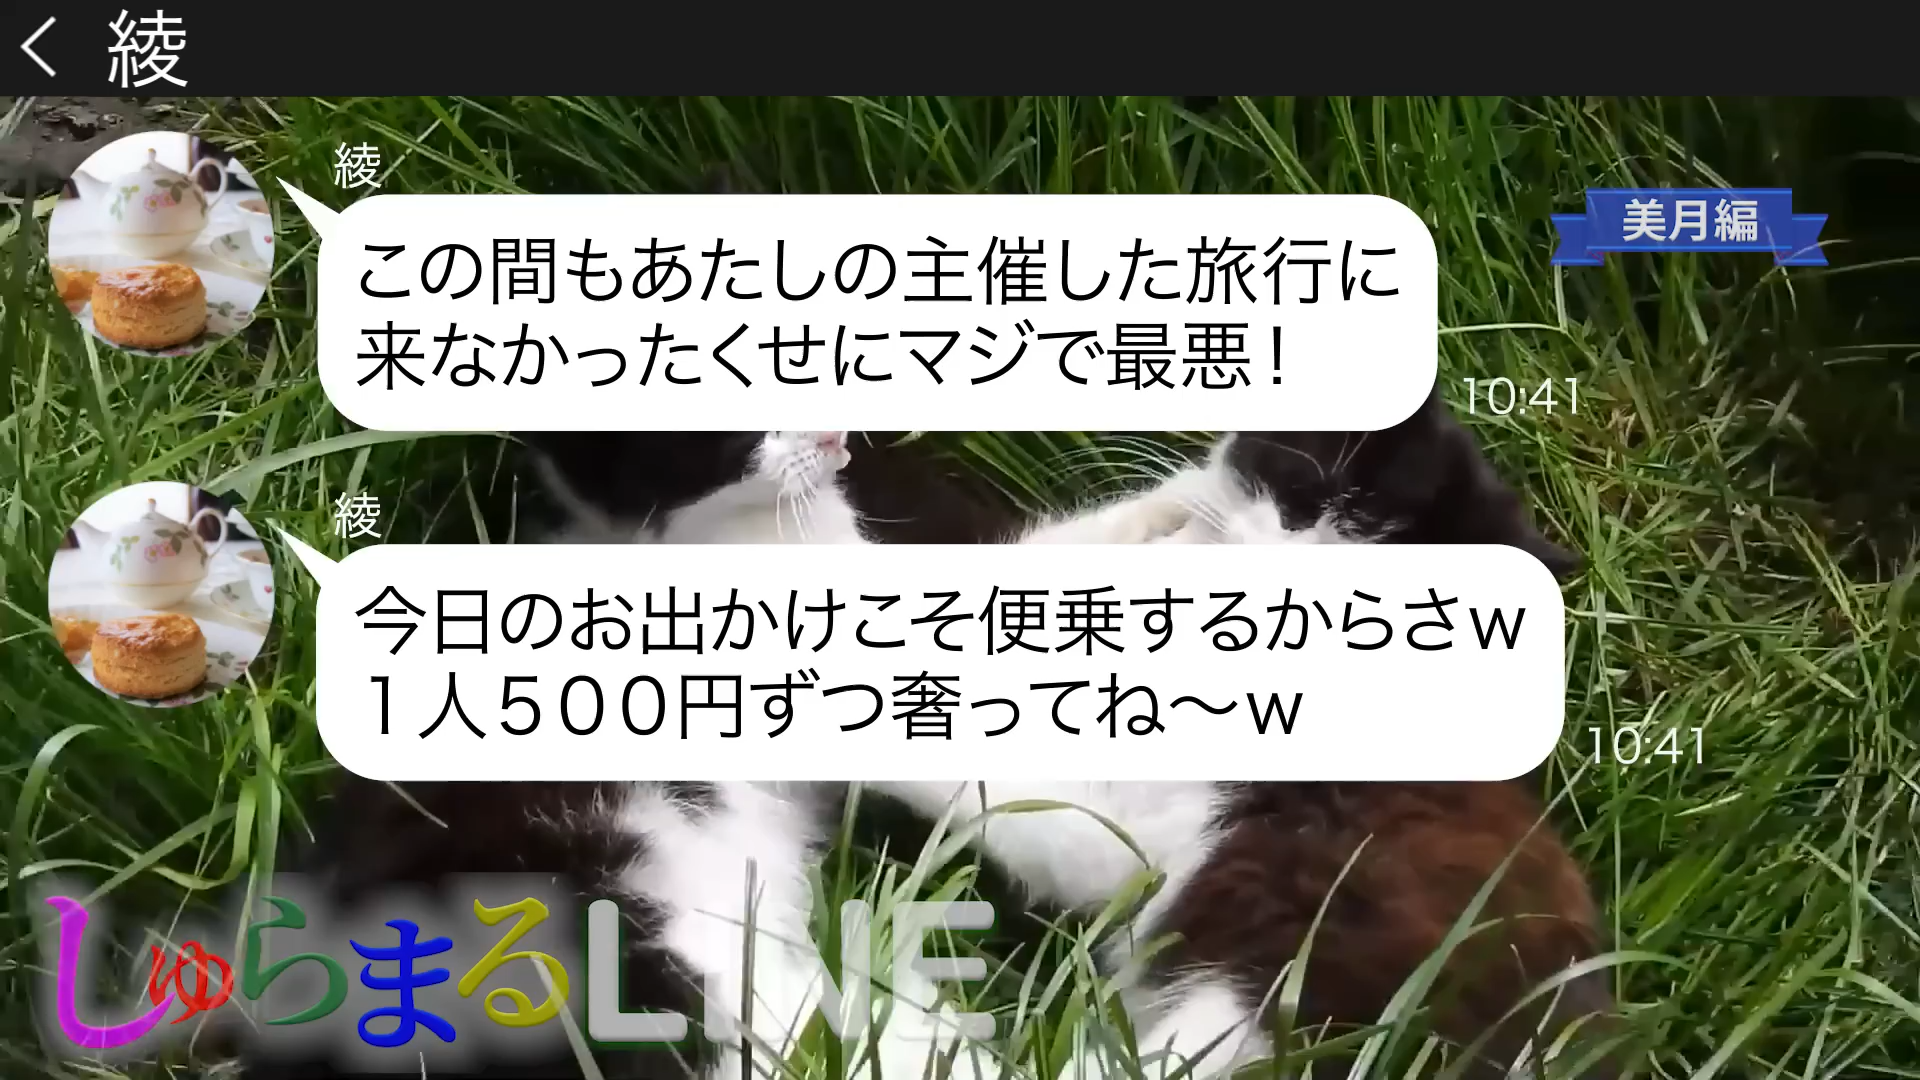 綾
綾
美月編
この間もあたしの主催した旅行に
来なかったくせにマジで最悪！
10:41
綾
今日のお出かけこそ便乗するからさw
１人５００円ずつ奢ってね～w
10:41
しゅらまるLINE